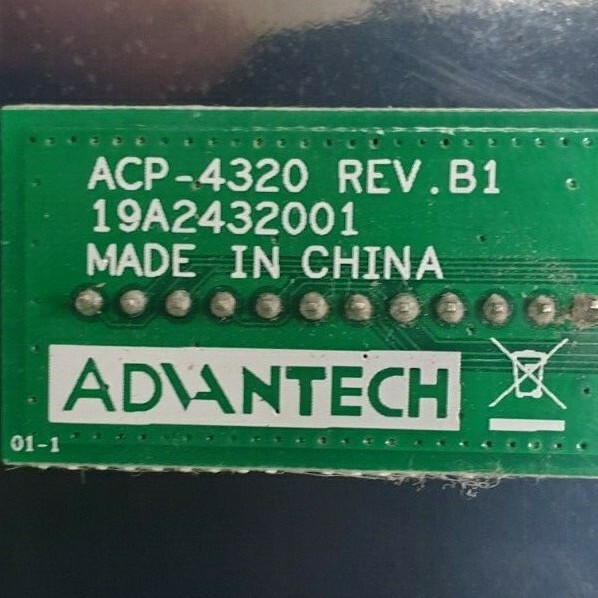 ACP-4320 REV.B1
19A2432001
MADE IN CHINA
ADVANTECH
01-1